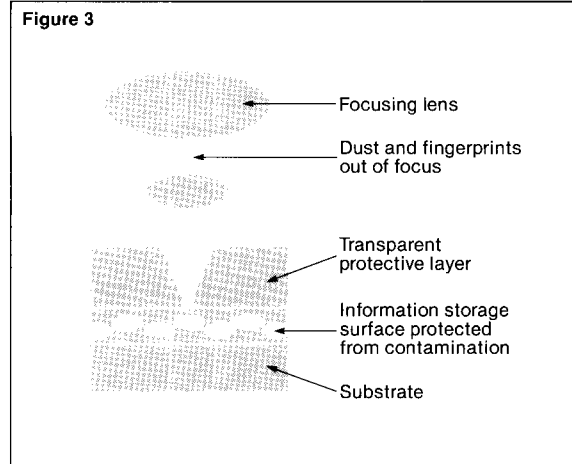 Figure 3
Focusing lens
Dust and fingerprints
out of focus
Transparent
protective layer
Information storage
surface protected
from contamination
Substrate